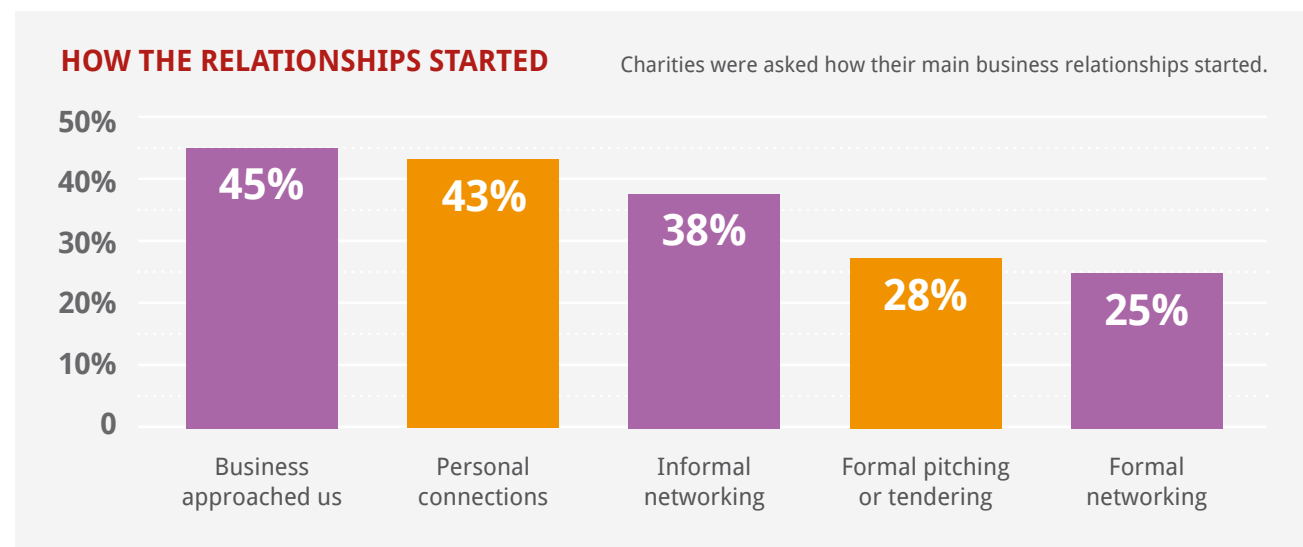 HOW THE RELATIONSHIPS STARTED
Charities were asked how their main business relationships started.
50%
40%
30%
20%
10%
0
45%
43%
38%
28%
25%
Business
approached us
Personal
connections
Informal
networking
Formal pitching
or tendering
Formal
networking